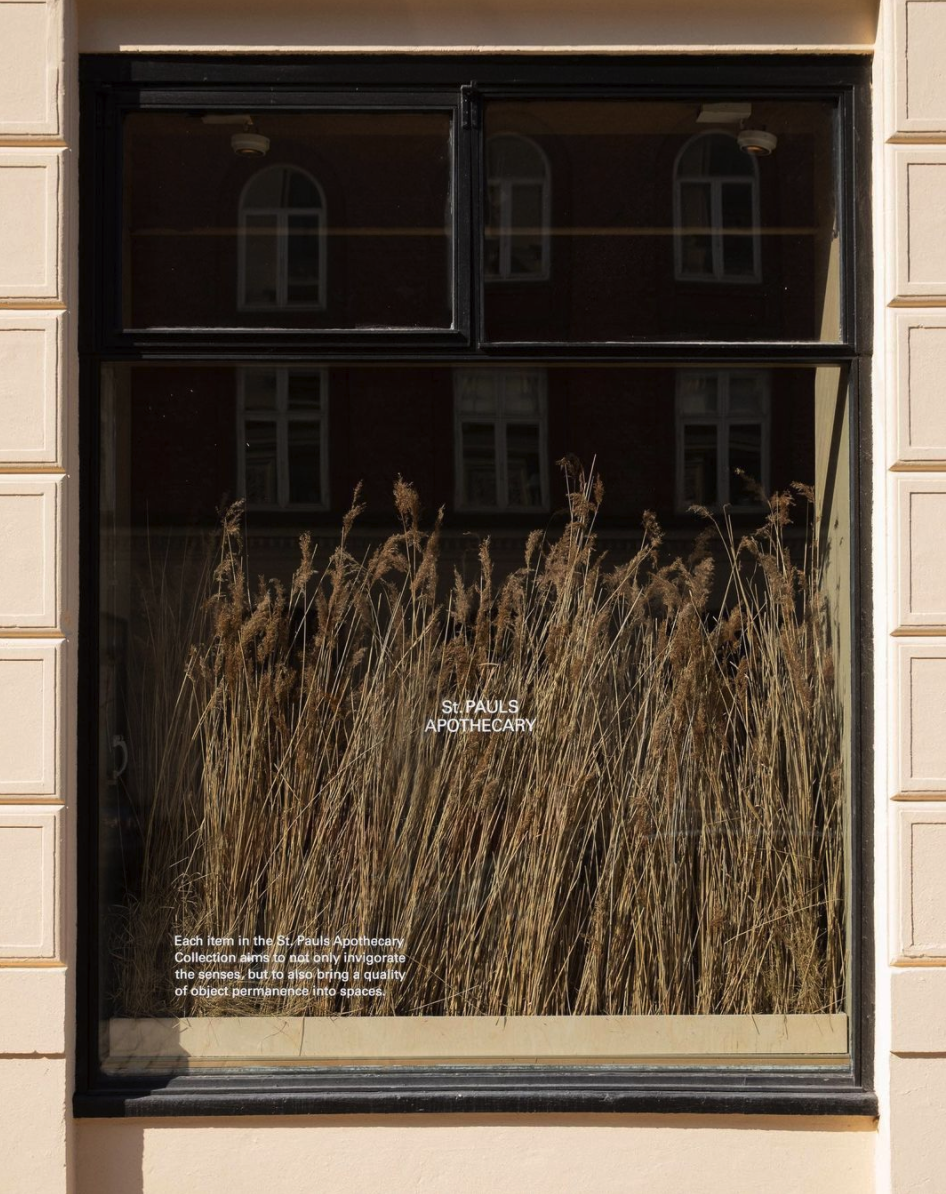 St. PAULS
APOTHECARY
Each item in the St. Pauls Apothecary
Collection aims to not only invigorate
the senses, but to also bring a quality
of object permanence into spaces.